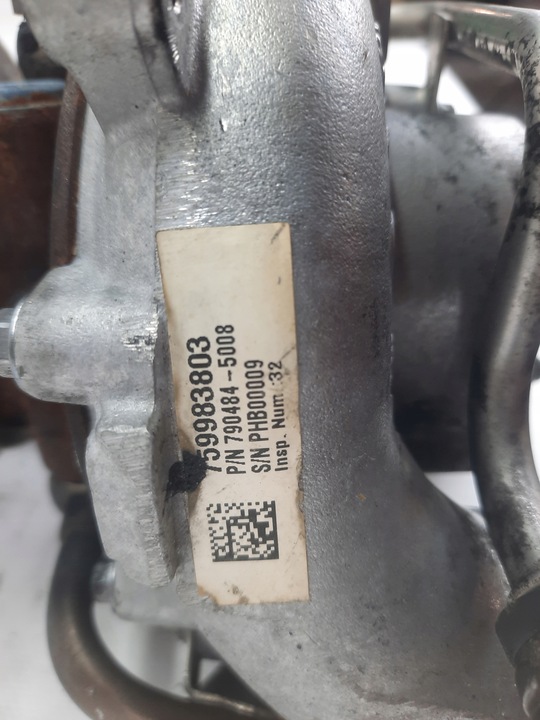 759983803
P/N 790484-5008
S/N PHB00009
Insp. Num.:32